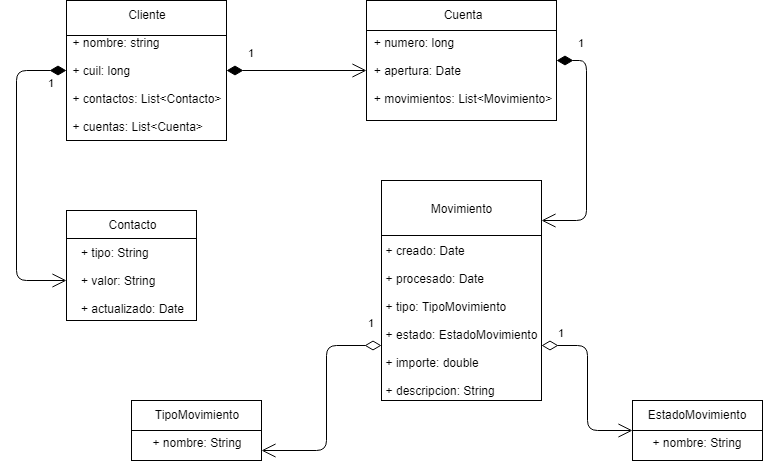 Cliente
+ nombre: string
+ cuil: long
+ contactos: List<Contacto>
+ cuentas: List<Cuenta>
1
1
Cuenta
+ numero: long
+ apertura: Date
+ movimientos: List<Movimiento>
1
Contacto
+ tipo: String
+ valor: String
+ actualizado: Date
Movimiento
+ creado: Date
+ procesado: Date
+ tipo: TipoMovimiento
+ estado: EstadoMovimiento
+ importe: double
+ descripcion: String
1
1
TipoMovimiento
+ nombre: String
EstadoMovimiento
+ nombre: String